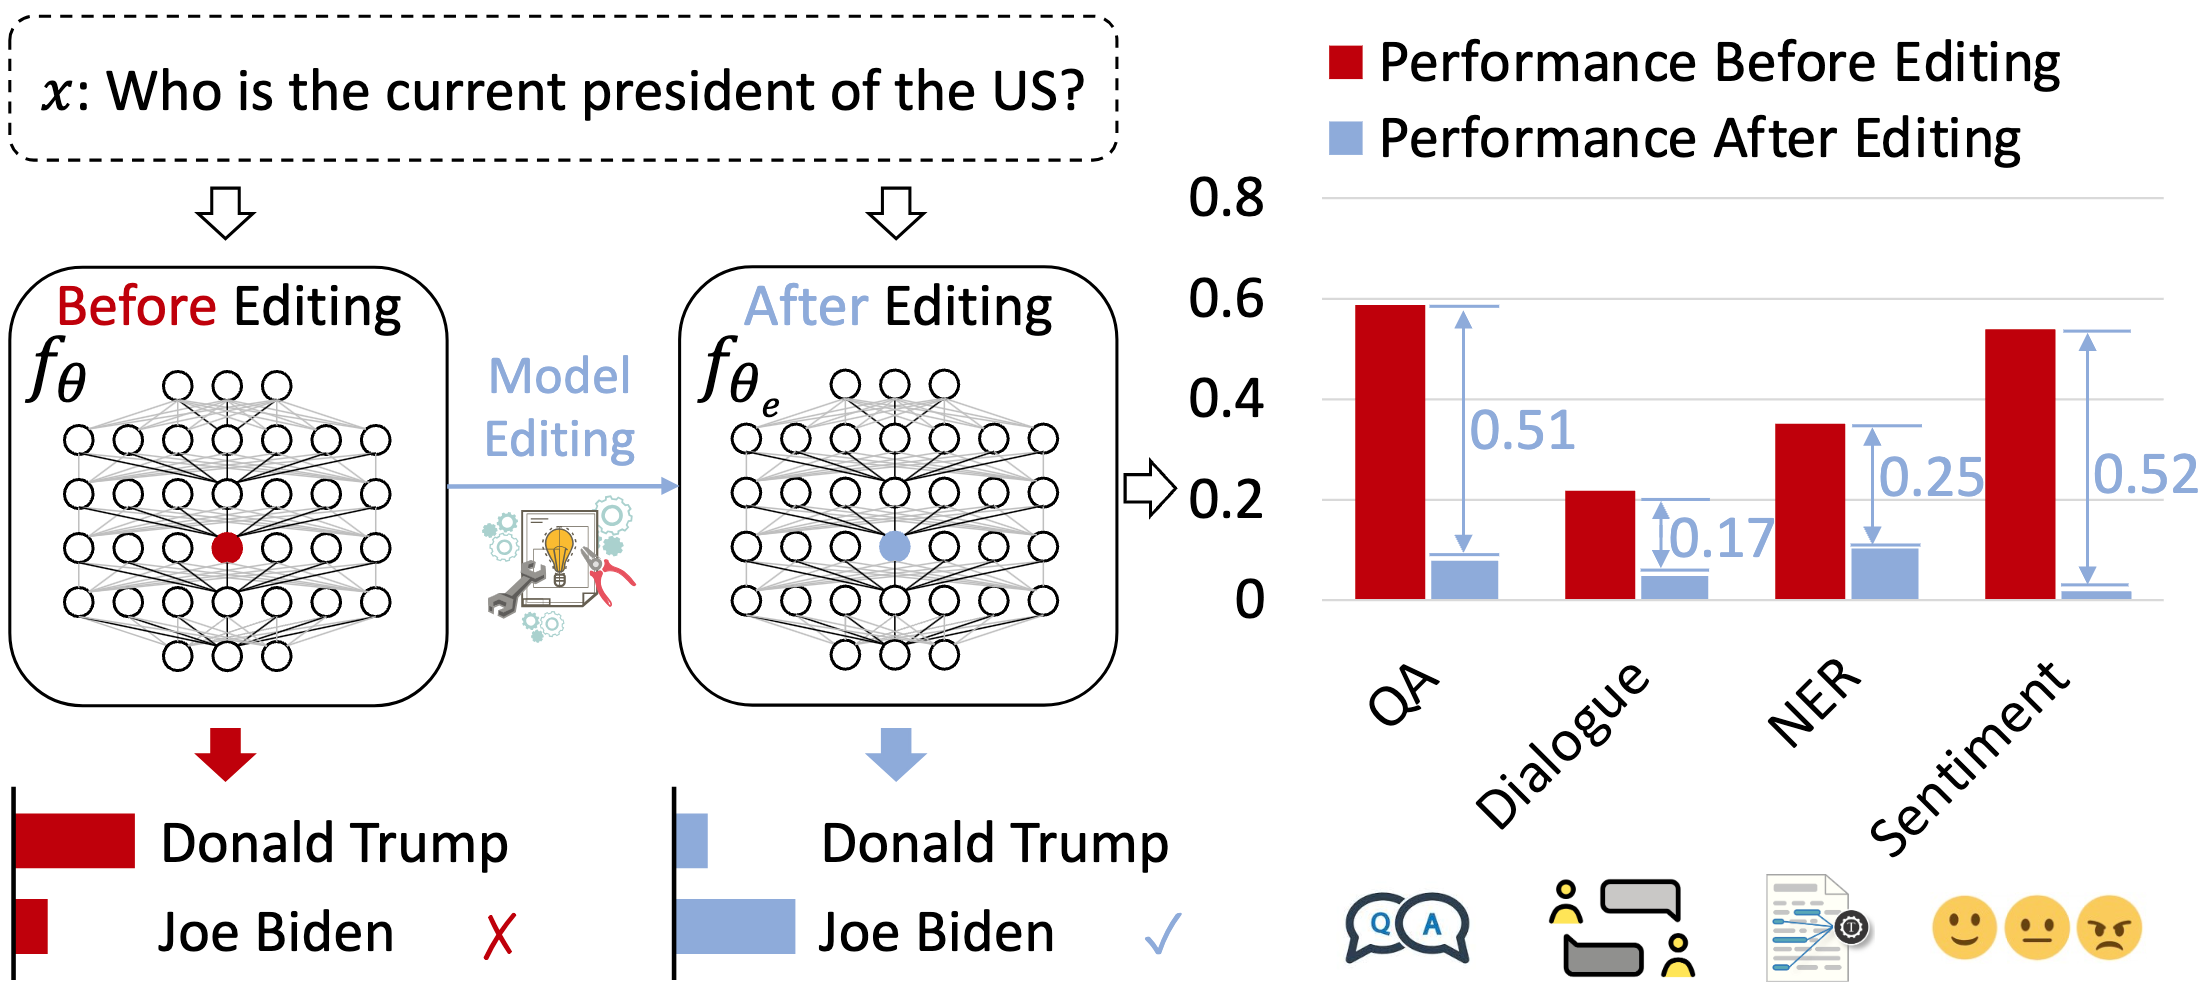 x: Who is the current president of the US?
Before Editing
fθ
Model
Editing
After Editing
fθe
Donald Trump
Joe Biden ✗
Donald Trump
Joe Biden ✓
Performance Before Editing
Performance After Editing
0.8
0.6
0.4
0.2
0
0.51
0.17
0.25
0.52
QA
Dialogue
NER
Sentiment
Q A
T